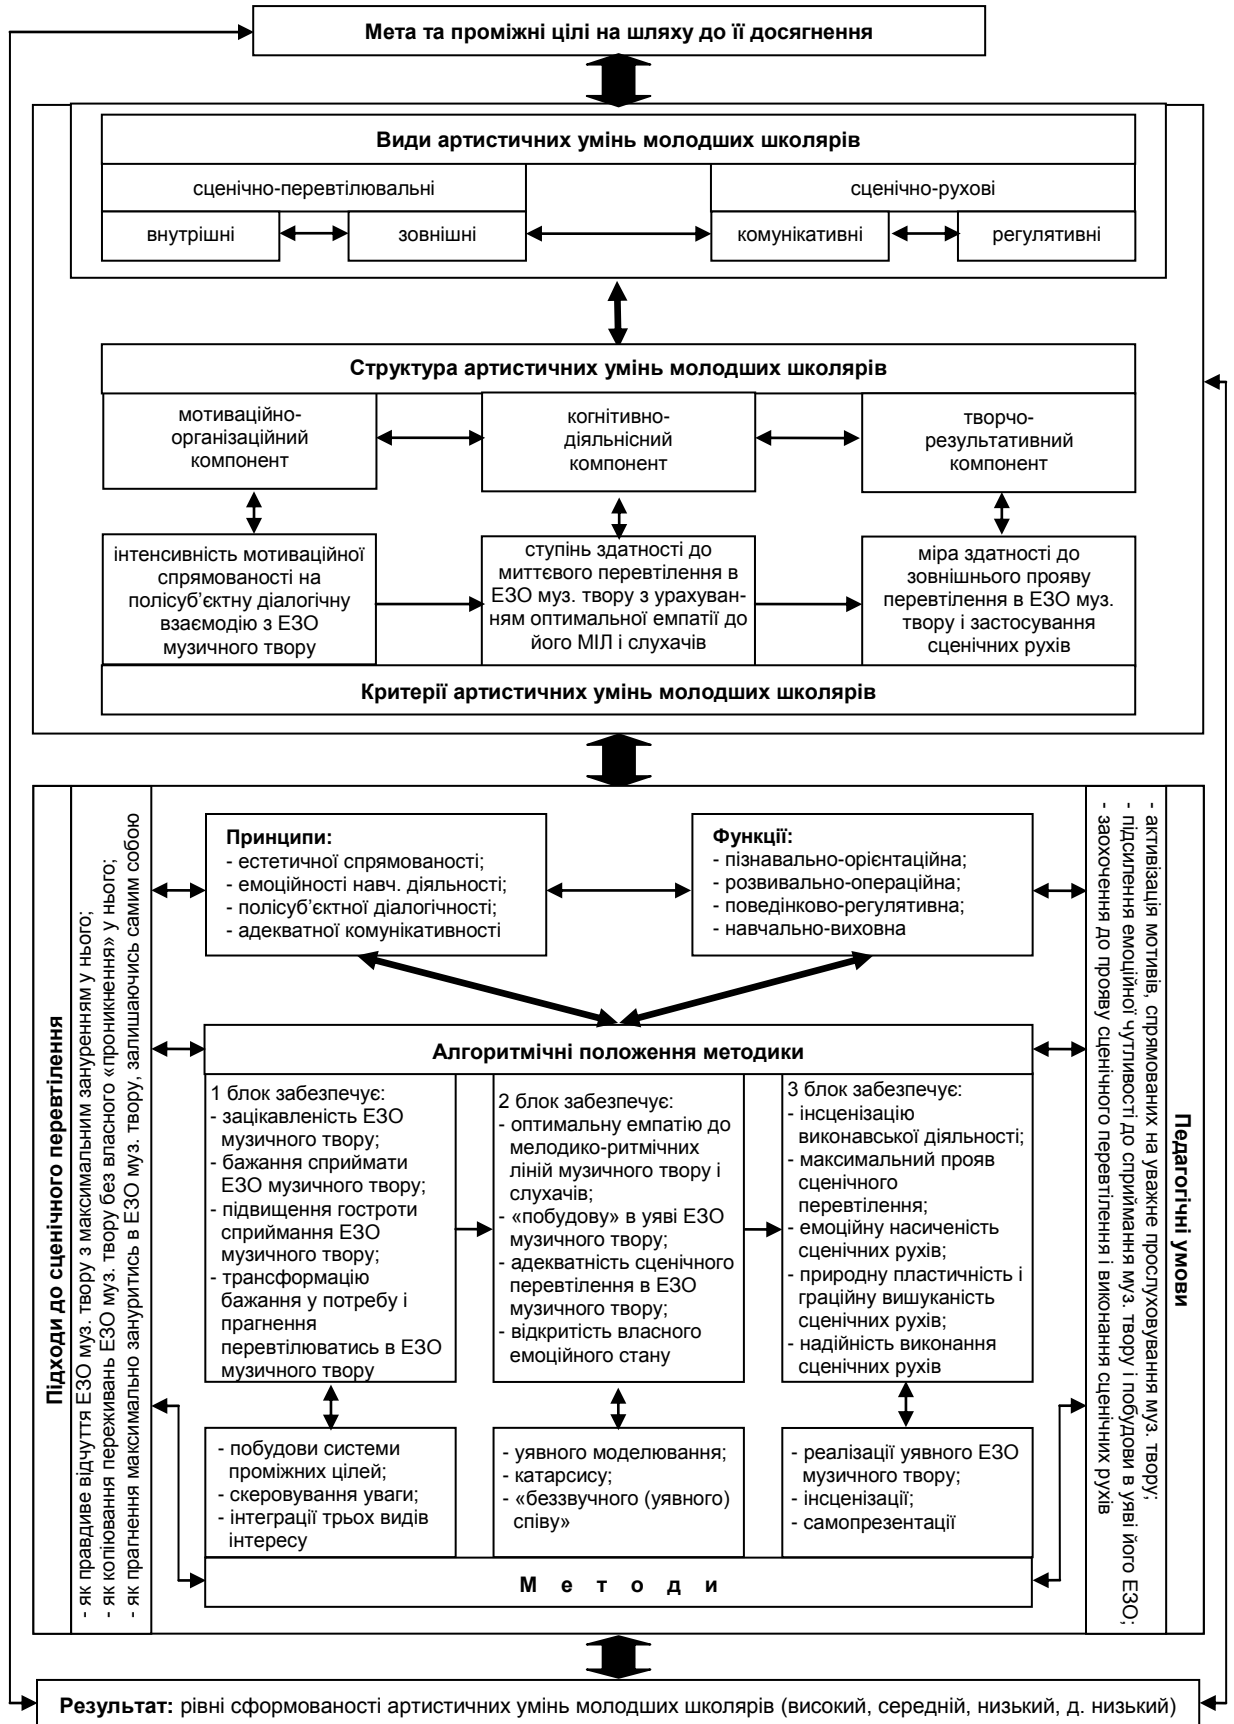 Мета та проміжні цілі на шляху до її досягнення
Види артистичних умінь молодших школярів
сценічно-перевтілювальні
сценічно-рухові
внутрішні
зовнішні
комунікативні
регулятивні
Структура артистичних умінь молодших школярів
мотиваційно-
організаційний
компонент
когнітивно-
діяльнісний
компонент
творчо-
результативний
компонент
інтенсивність мотиваційної
спрямованості на
полісуб’єктну діалогічну
взаємодію з ЕЗО
музичного твору
ступінь здатності до
миттєвого перевтілення в
ЕЗО муз. твору з урахуван-
ням оптимальної емпатії до
його МІЛ і слухачів
міра здатності до
зовнішнього прояву
перевтілення в ЕЗО муз.
твору і застосування
сценічних рухів
Критерії артистичних умінь молодших школярів
Підходи до сценічного перевтілення
- як правдиве відчуття ЕЗО муз. твору з максимальним зануренням у нього;
- як копіювання переживань ЕЗО муз. твору без власного «проникнення» у нього;
- як прагнення максимально зануритись в ЕЗО муз. твору, залишаючись самим собою
Принципи:
- естетичної спрямованості;
- емоційності навч. діяльності;
- полісуб’єктної діалогічності;
- адекватної комунікативності
Функції:
- пізнавально-орієнтаційна;
- розвивально-операційна;
- поведінково-регулятивна;
- навчально-виховна
Алгоритмічні положення методики
1 блок забезпечує:
- зацікавленість ЕЗО
музичного твору;
- бажання сприймати
ЕЗО музичного твору;
- підвищення гостроти
сприймання ЕЗО
музичного твору;
- трансформацію
бажання у потребу і
прагнення
перевтілюватись в ЕЗО
музичного твору
2 блок забезпечує:
- оптимальну емпатію до
мелодико-ритмічних
ліній музичного твору і
слухачів;
- «побудову» в уяві ЕЗО
музичного твору;
- адекватність сценічного
перевтілення в ЕЗО
музичного твору;
- відкритість власного
емоційного стану
3 блок забезпечує:
- інсценізацію
виконавської діяльності;
- максимальний прояв
сценічного
перевтілення;
- емоційну насиченість
сценічних рухів;
- природну пластичність і
граційну вишуканість
сценічних рухів;
- надійність виконання
сценічних рухів
- побудови системи
проміжних цілей;
- скеровування уваги;
- інтеграції трьох видів
інтересу
- уявного моделювання;
- катарсису;
- «беззвучного (уявного)
співу»
- реалізації уявного ЕЗО
музичного твору;
- інсценізації;
- самопрезентації
М е т о д и
Педагогічні умови
- активізація мотивів, спрямованих на уважне прослуховування муз. твору;
- підсилення емоційної чутливості до сприймання муз. твору і побудови в уяві його ЕЗО;
- заохочення до прояву сценічного перевтілення і виконання сценічних рухів
Результат: рівні сформованості артистичних умінь молодших школярів (високий, середній, низький, д. низький)